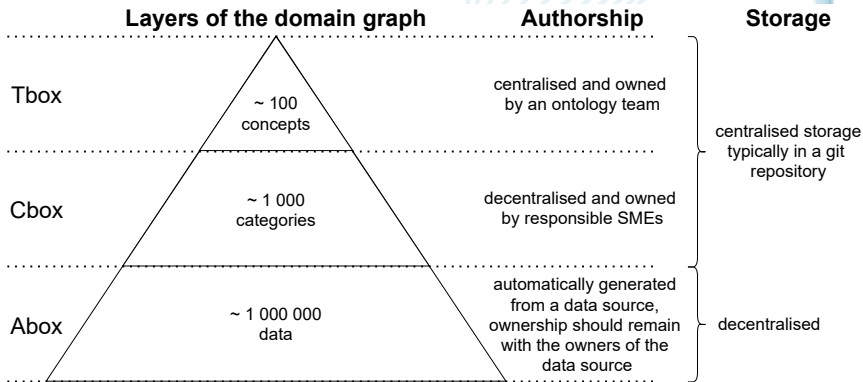 Layers of the domain graph
Authorship
Storage
Tbox
~ 100
concepts
centralised and owned
by an ontology team
centralised storage
typically in a git
repository
Cbox
~ 1 000
categories
decentralised and owned
by responsible SMEs
Abox
~ 1 000 000
data
automatically generated
from a data source,
ownership should remain
with the owners of the
data source
decentralised